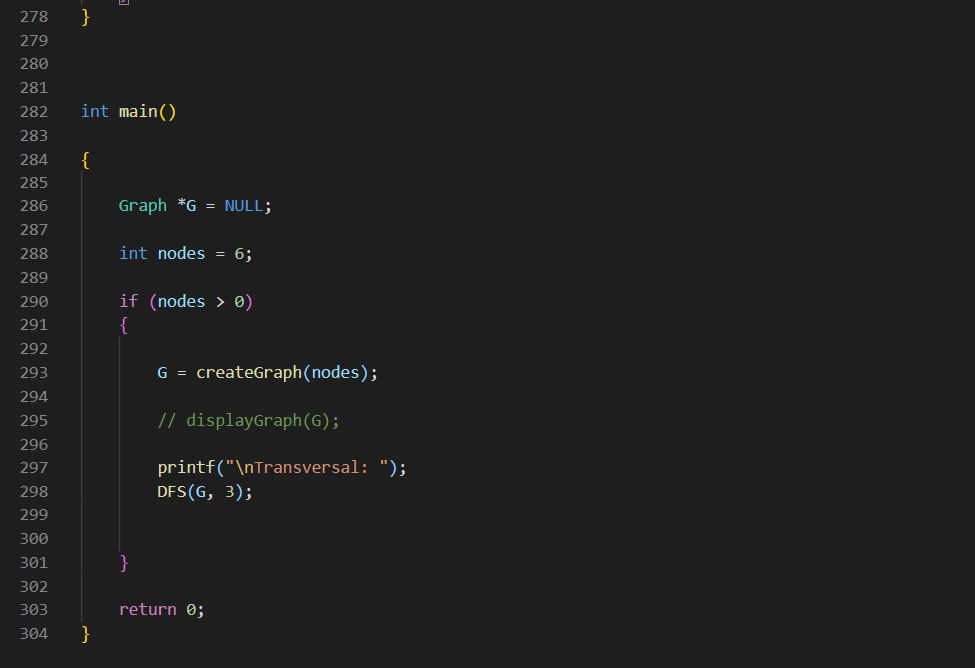 278 }
279
280
281
282 int main()
283
284 {
285
286 Graph *G = NULL;
287
288 int nodes = 6;
289
290 if (nodes > 0)
291 {
292
293 G = createGraph(nodes);
294
295 // displayGraph(G);
296
297 printf("\nTransversal: ");
298 DFS(G, 3);
299
300
301 }
302
303 return 0;
304 }